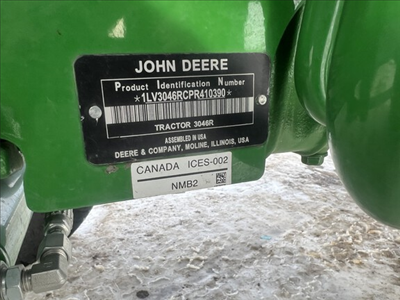 JOHN DEERE
Product Identification Number
*1LV3046RCPR410390*
TRACTOR 3046R
ASSEMBLED IN USA
DEERE & COMPANY, MOLINE, ILLINOIS, USA
CANADA ICES-002
NMB2